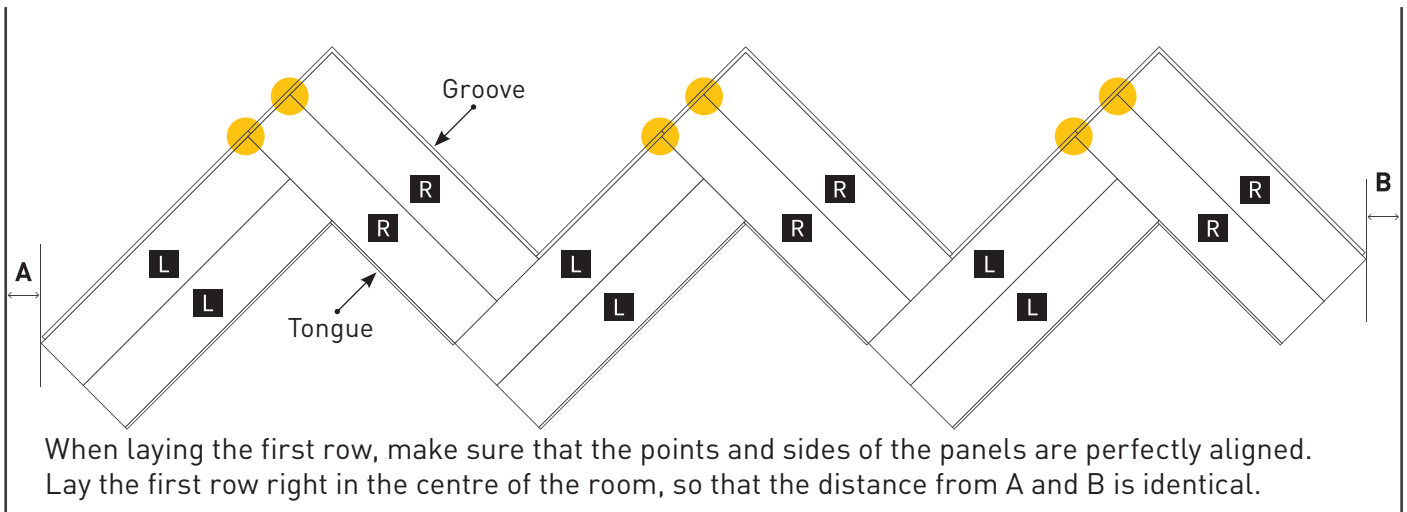 Groove
R R R
B
R R R
L L L
A
L L L
Tongue
When laying the first row, make sure that the points and sides of the panels are perfectly aligned.
Lay the first row right in the centre of the room, so that the distance from A and B is identical.